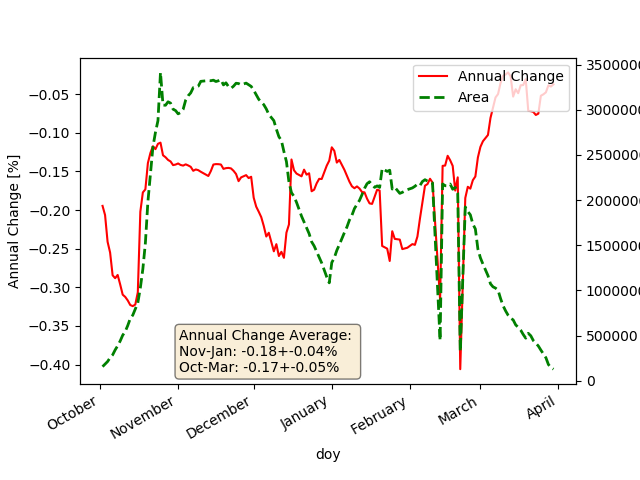 Annual Change
Area
Annual Change [%]
−0.05
−0.10
−0.15
−0.20
−0.25
−0.30
−0.35
−0.40
3500000
3000000
2500000
2000000
1500000
1000000
500000
0
Annual Change Average:
Nov-Jan: -0.18+-0.04%
Oct-Mar: -0.17+-0.05%
October
November
December
January
February
March
April
doy